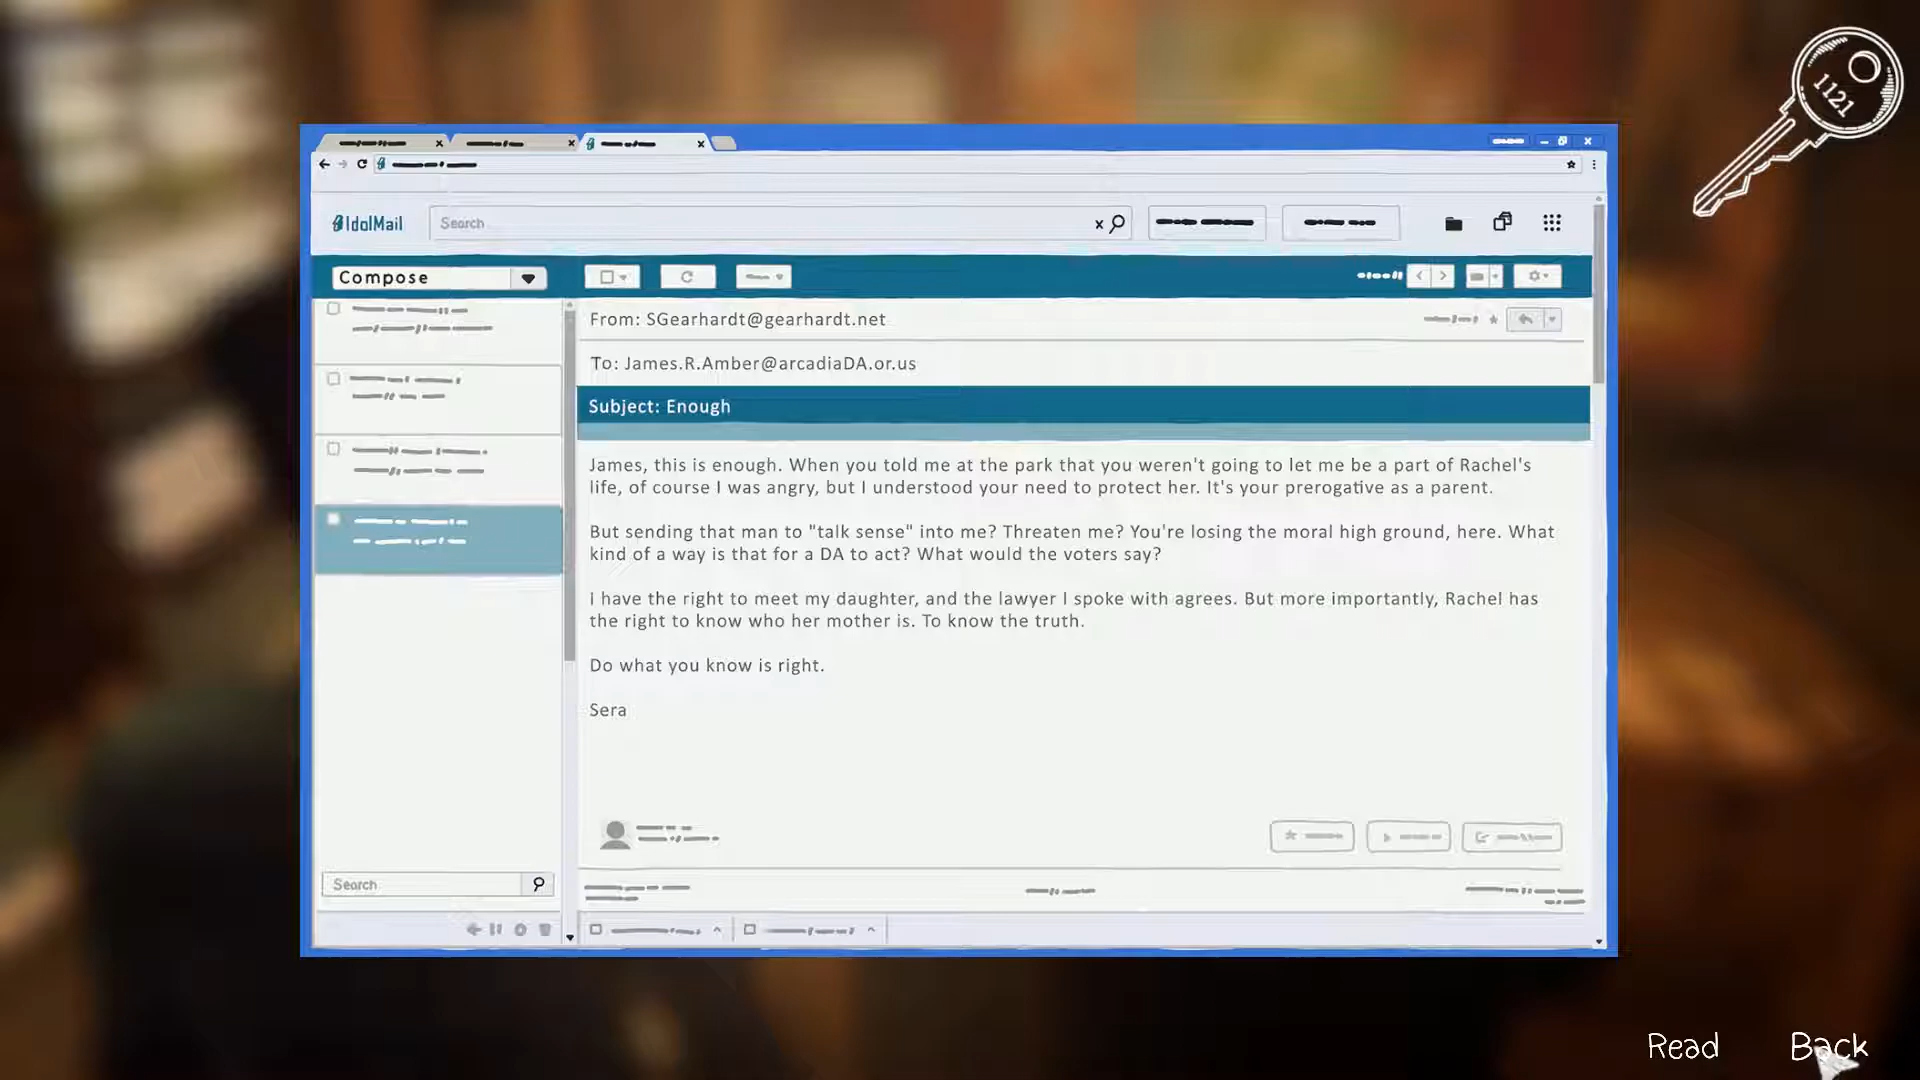 1121
IdolMail
Search
Compose
From: SGearhardt@gearhardt.net
To: James.R.Amber@arcadiaDA.or.us
Subject: Enough
James, this is enough. When you told me at the park that you weren't going to let me be a part of Rachel's
life, of course I was angry, but I understood your need to protect her. It's your prerogative as a parent.
But sending that man to "talk sense" into me? Threaten me? You're losing the moral high ground, here. What
kind of a way is that for a DA to act? What would the voters say?
I have the right to meet my daughter, and the lawyer I spoke with agrees. But more importantly, Rachel has
the right to know who her mother is. To know the truth.
Do what you know is right.
Sera
Search
Read
Back